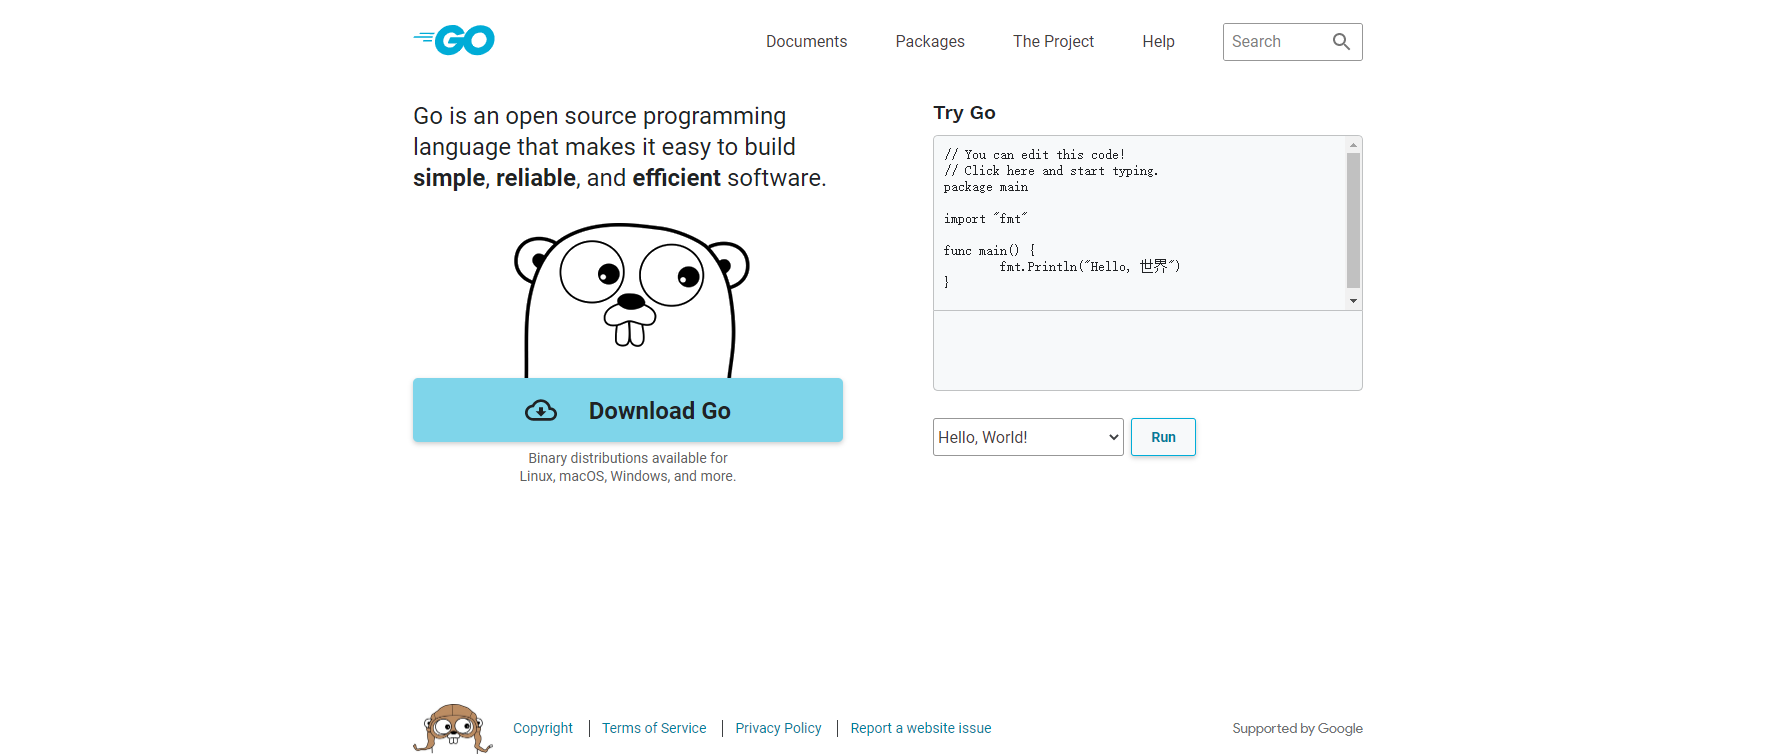 GO
Documents
Packages
The Project
Help
Search
Go is an open source programming
language that makes it easy to build
simple, reliable, and efficient software.
Download Go
Binary distributions available for
Linux, macOS, Windows, and more.
Try Go
// You can edit this code!
// Click here and start typing.
package main
import "fmt"
func main() {
	fmt.Println("Hello, 世界")
}
Hello, World!
Run
Copyright
Terms of Service
Privacy Policy
Report a website issue
Supported by Google